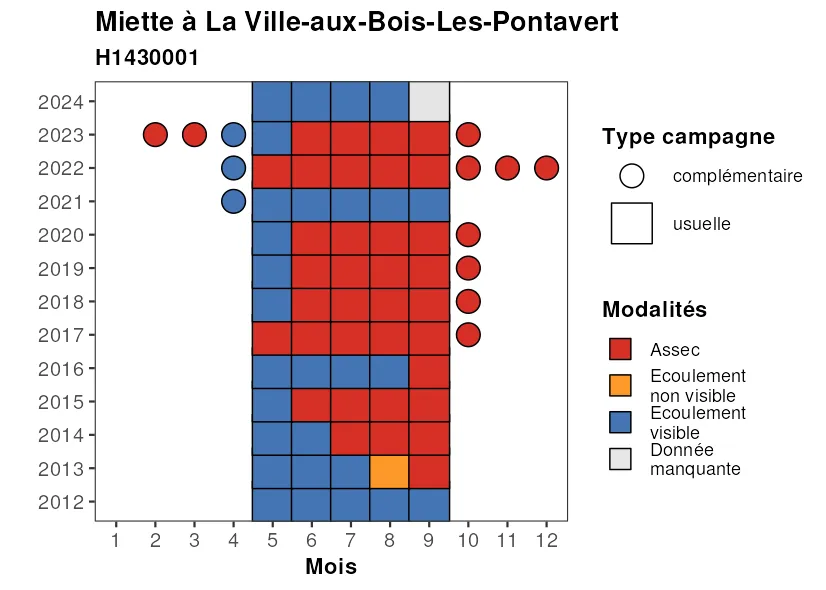 Miette à La Ville-aux-Bois-Les-Pontavert
H1430001
2024
2023
2022
2021
2020
2019
2018
2017
2016
2015
2014
2013
2012
1 2 3 4 5 6 7 8 9 10 11 12
Mois
Type campagne
complémentaire
usuelle
Modalités
Assec
Ecoulement
non visible
Ecoulement
visible
Donnée
manquante